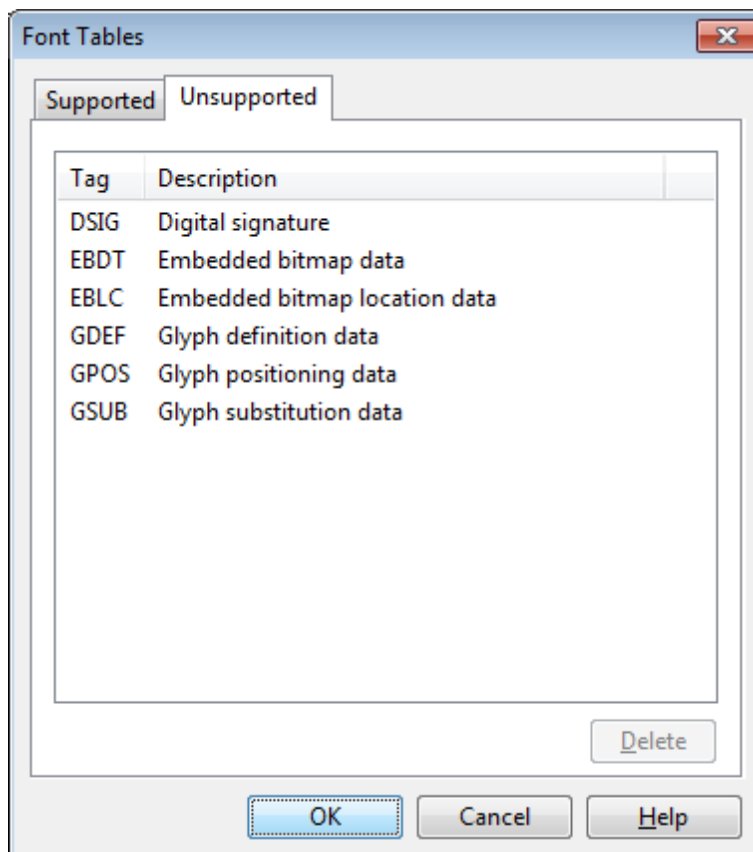 Font Tables
Supported Unsupported
Tag Description
DSIG Digital signature
EBDT Embedded bitmap data
EBLC Embedded bitmap location data
GDEF Glyph definition data
GPOS Glyph positioning data
GSUB Glyph substitution data
Delete
OK Cancel Help